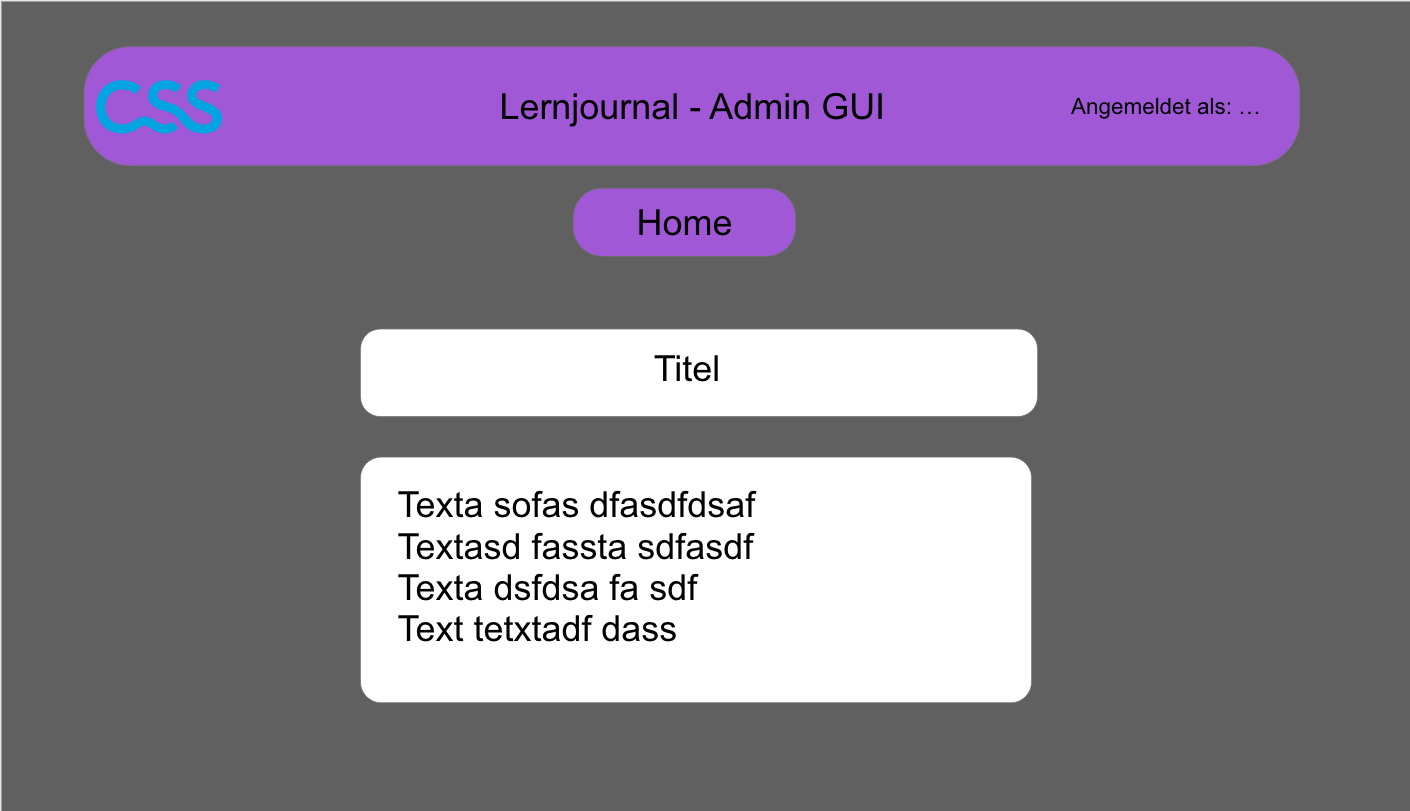 CSS
Lernjournal - Admin GUI
Angemeldet als: …
Home
Titel
Texta sofas dfasdfdsaf
Textasd fassta sdfasdf
Texta dsfdsa fa sdf
Text tetxtadf dass